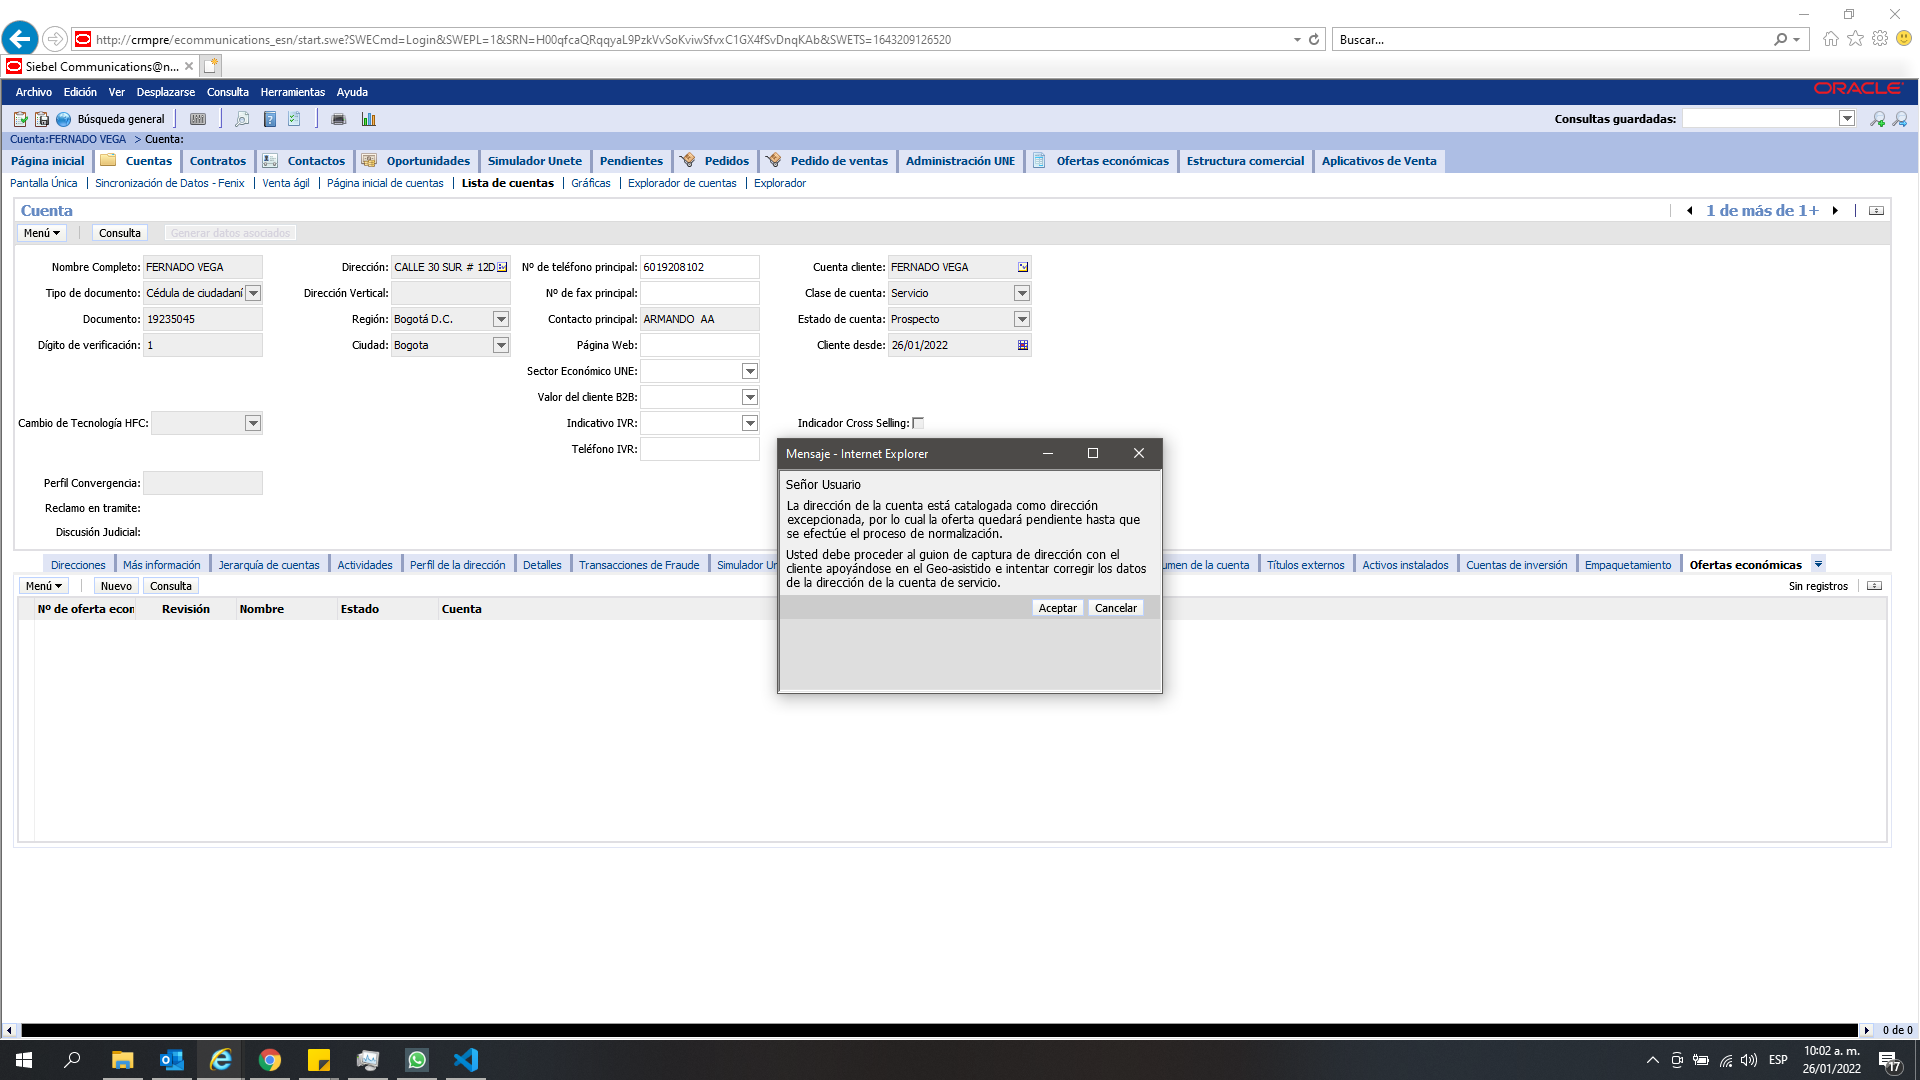 http://crmpre/ecommunications_esn/start.swe?SWECmd=Login&SWEPL=1&SRN=H00qfcaQRqqyaL9PzkVvSoKviwSfvxC1GX4fSvDnqKAb&SWETS=1643209126520
Buscar...
Siebel Communications@n...
Archivo Edición Ver Desplazarse Consulta Herramientas Ayuda
ORACLE
Búsqueda general
Consultas guardadas:
Cuenta:FERNADO VEGA > Cuenta:
Página inicial Cuentas Contratos Contactos Oportunidades Simulador Unete Pendientes Pedidos Pedido de ventas Administración UNE Ofertas económicas Estructura comercial Aplicativos de Venta
Pantalla Única Sincronización de Datos - Fenix Venta ágil Página inicial de cuentas Lista de cuentas Gráficas Explorador de cuentas Explorador
Cuenta
1 de más de 1+
Menú Consulta Generar datos asociados
Nombre Completo: FERNADO VEGA Dirección: CALLE 30 SUR # 12D Nº de teléfono principal: 6019208102 Cuenta cliente: FERNADO VEGA
Tipo de documento: Cédula de ciudadaní Dirección Vertical: Nº de fax principal: Clase de cuenta: Servicio
Documento: 19235045 Región: Bogotá D.C. Contacto principal: ARMANDO AA Estado de cuenta: Prospecto
Dígito de verificación: 1 Ciudad: Bogota Página Web: Cliente desde: 26/01/2022
Sector Económico UNE:
Valor del cliente B2B:
Cambio de Tecnología HFC: Indicativo IVR: Indicador Cross Selling:
Teléfono IVR:
Perfil Convergencia:
Reclamo en tramite:
Discusión Judicial:
Mensaje - Internet Explorer
Señor Usuario
La dirección de la cuenta está catalogada como dirección
excepcionada, por lo cual la oferta quedará pendiente hasta que
se efectúe el proceso de normalización.
Usted debe proceder al guion de captura de dirección con el
cliente apoyándose en el Geo-asistido e intentar corregir los datos
de la dirección de la cuenta de servicio.
Aceptar Cancelar
Direcciones Más información Jerarquía de cuentas Actividades Perfil de la dirección Detalles Transacciones de Fraude Simulador Un umen de la cuenta Títulos externos Activos instalados Cuentas de inversión Empaquetamiento Ofertas económicas
Menú Nuevo Consulta
Sin registros
Nº de oferta econ Revisión Nombre Estado Cuenta
0 de 0
ESP
10:02 a. m.
26/01/2022
17